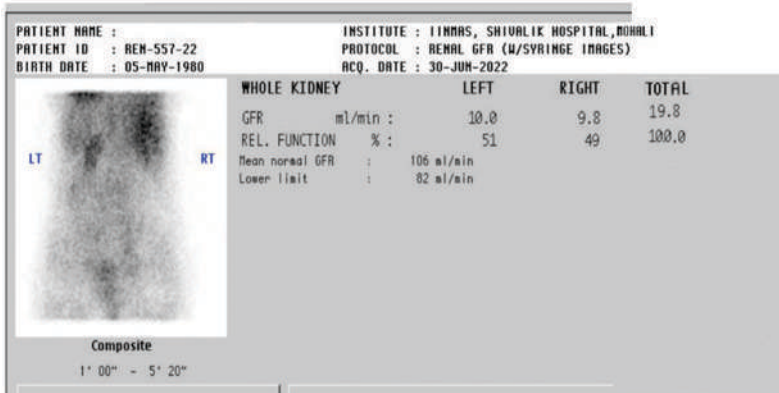 PATIENT NAME :
PATIENT ID : REN-557-22
BIRTH DATE : 05-MAY-1980
INSTITUTE : IINMAS, SHIVALIK HOSPITAL,MOHALI
PROTOCOL : RENAL GFR (W/SYRINGE IMAGES)
ACQ. DATE : 30-JUN-2022
LT
RT
Composite
1' 00" - 5' 20"
WHOLE KIDNEY LEFT RIGHT TOTAL
GFR ml/min : 10.0 9.8 19.8
REL. FUNCTION % : 51 49 100.0
Mean normal GFR : 106 ml/min
Lower limit : 82 ml/min